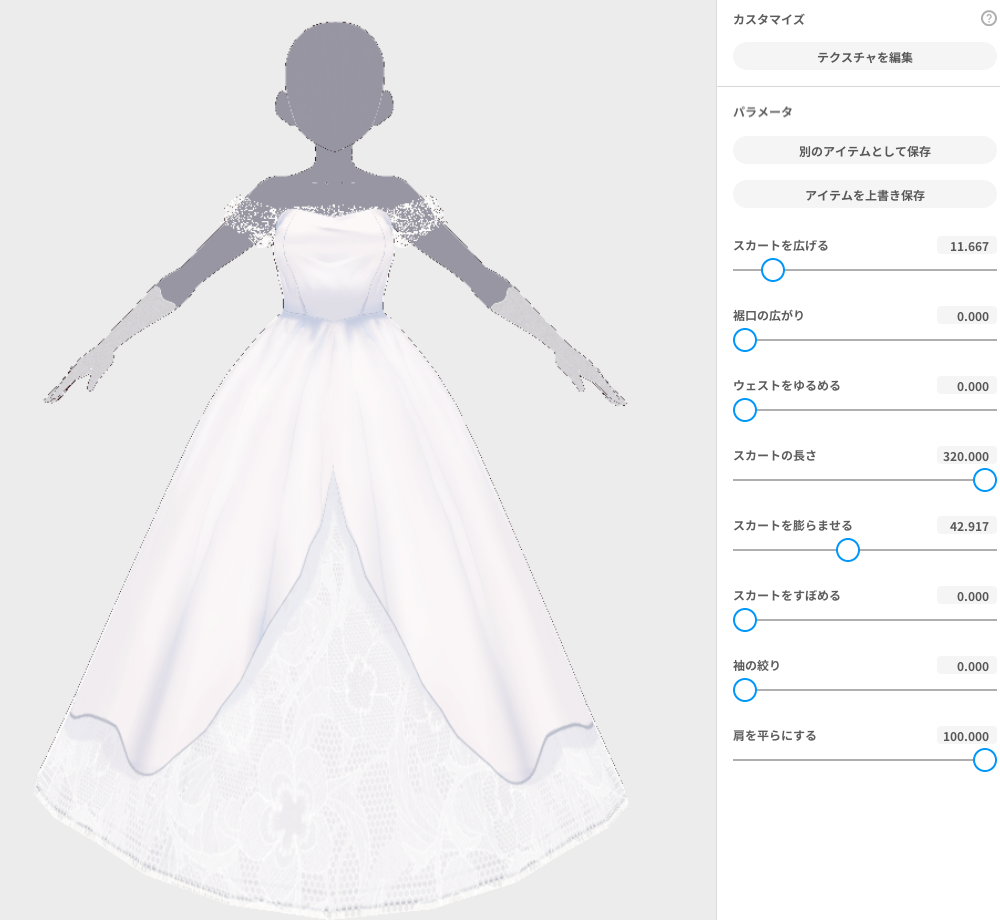 カスタマイズ
?
テクスチャを編集
パラメータ
別のアイテムとして保存
アイテムを上書き保存
スカートを広げる 11.667
裾口の広がり 0.000
ウェストをゆるめる 0.000
スカートの長さ 320.000
スカートを膨らませる 42.917
スカートをすぼめる 0.000
袖の絞り 0.000
肩を平らにする 100.000